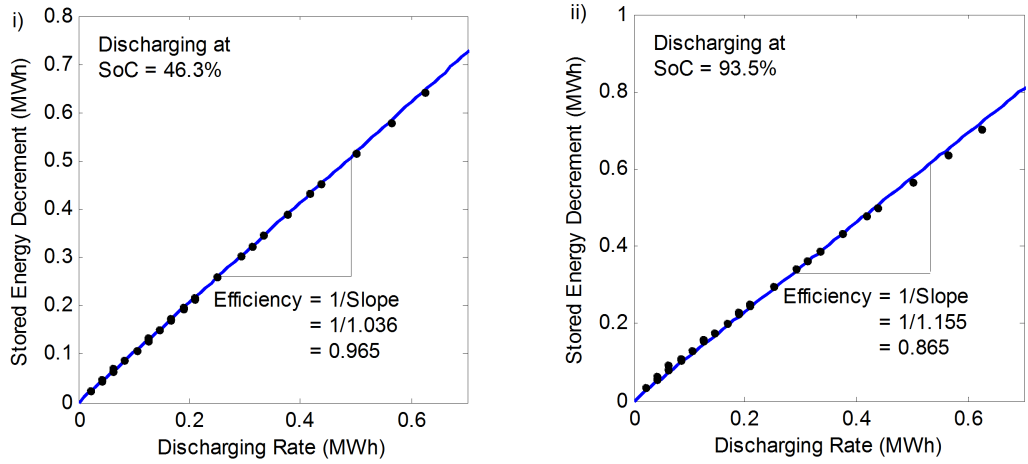 i)
Discharging at
SoC = 46.3%
Stored Energy Decrement (MWh)
0.8
0.7
0.6
0.5
0.4
0.3
0.2
0.1
0
Efficiency = 1/Slope
= 1/1.036
= 0.965
0
0.2
0.4
0.6
Discharging Rate (MWh)
ii)
Discharging at
SoC = 93.5%
Stored Energy Decrement (MWh)
1
0.8
0.6
0.4
0.2
0
Efficiency = 1/Slope
= 1/1.155
= 0.865
0
0.2
0.4
0.6
Discharging Rate (MWh)